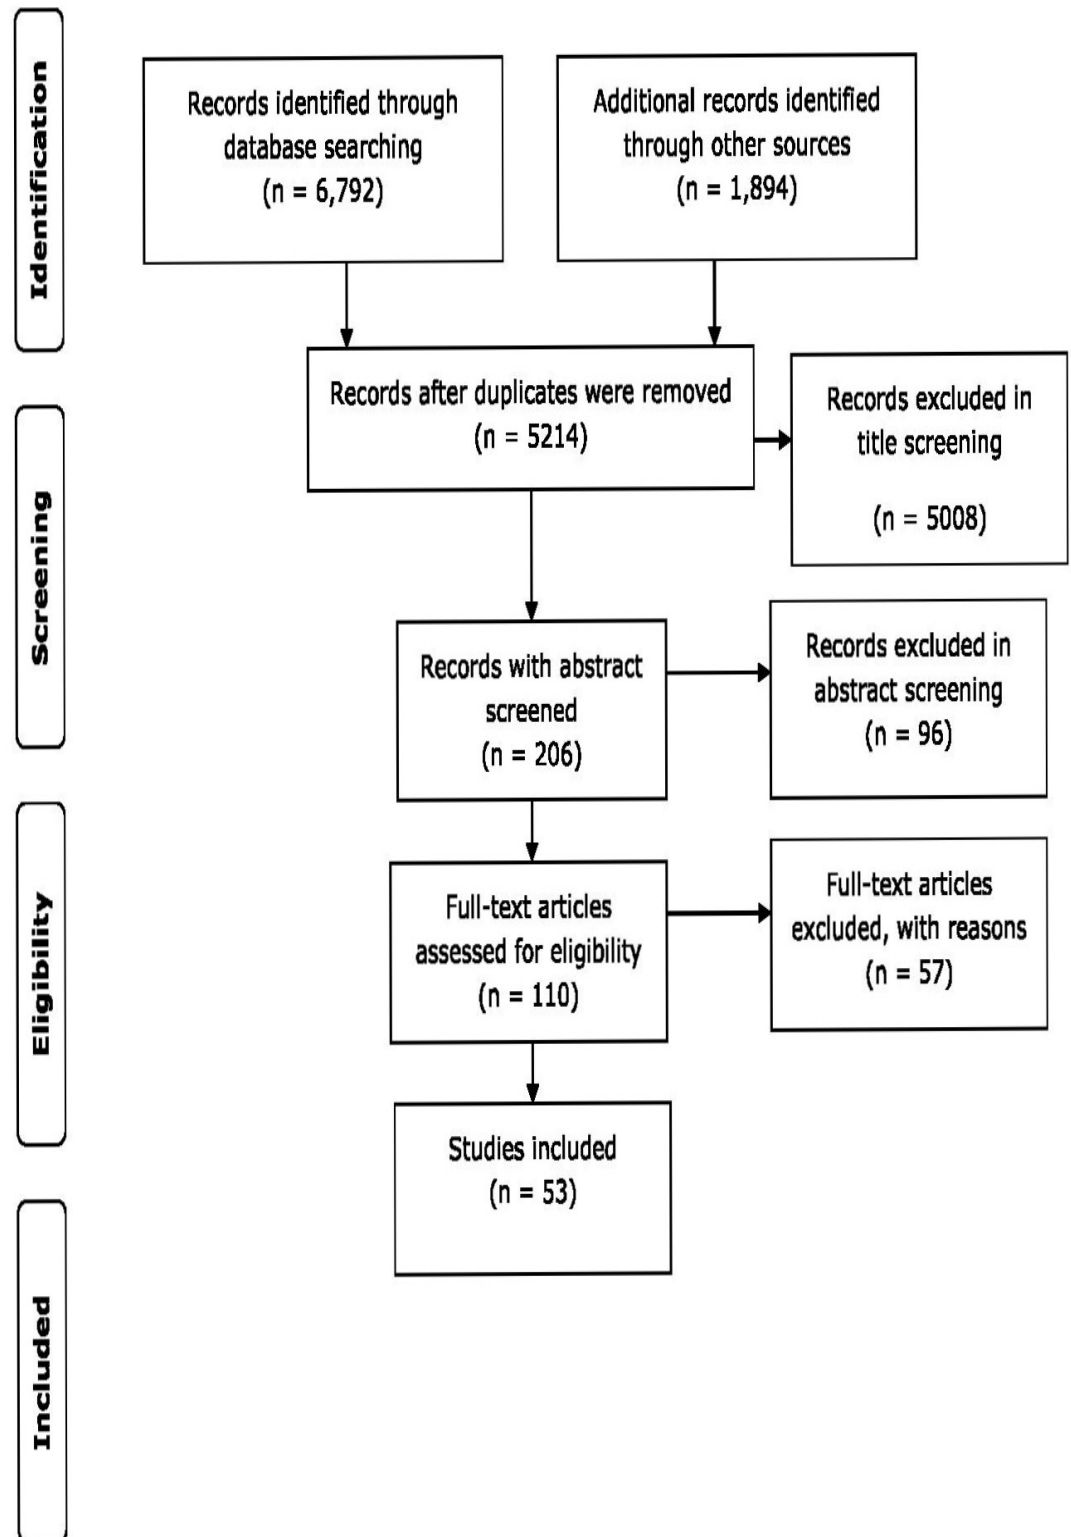 Identification
Records identified through
database searching
(n = 6,792)
Additional records identified
through other sources
(n = 1,894)
Records after duplicates were removed
(n = 5214)
Records excluded in
title screening
(n = 5008)
Screening
Records with abstract
screened
(n = 206)
Records excluded in
abstract screening
(n = 96)
Eligibility
Full-text articles
assessed for eligibility
(n = 110)
Full-text articles
excluded, with reasons
(n = 57)
Studies included
(n = 53)
Included